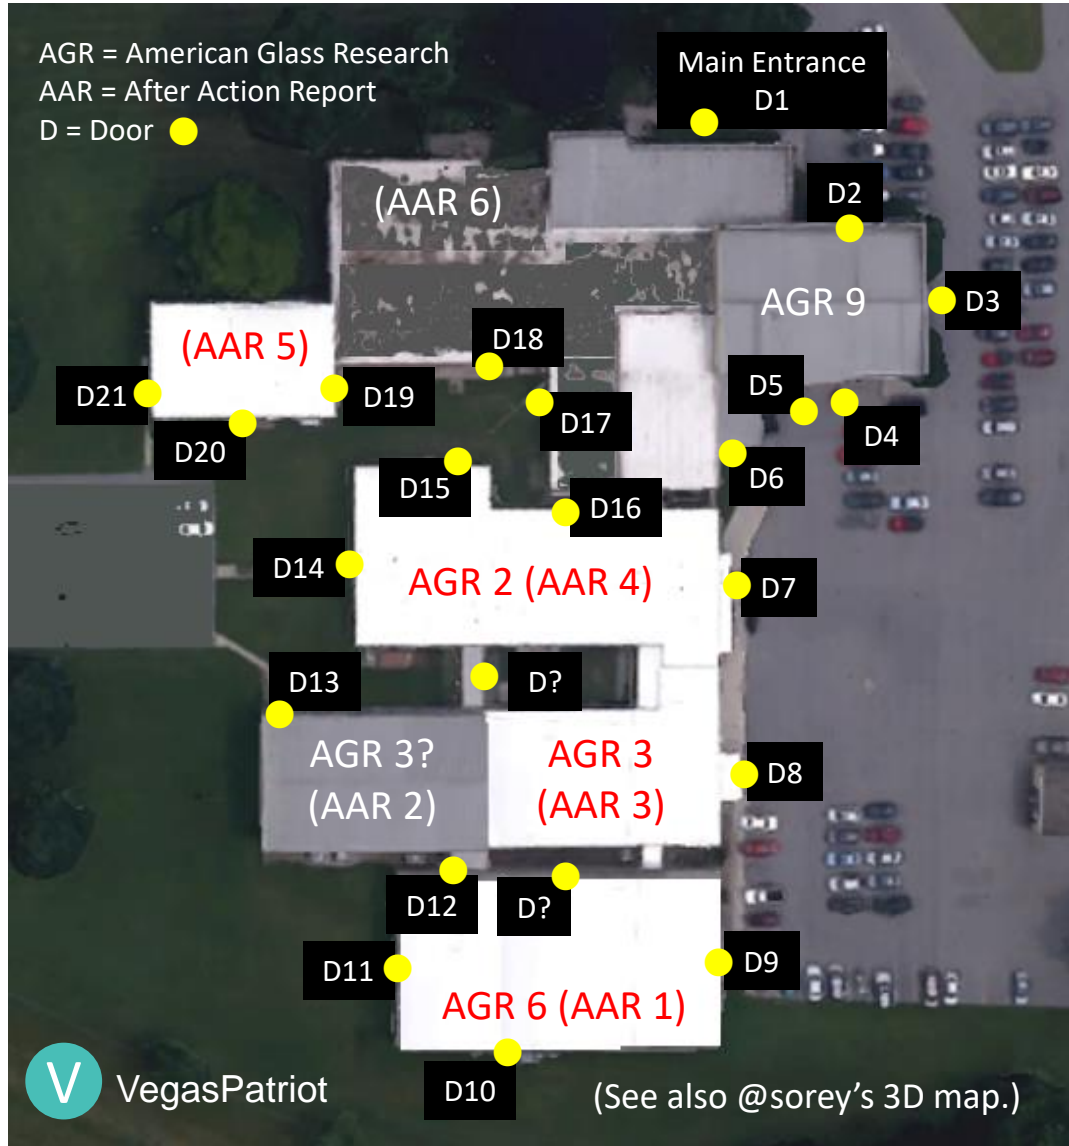 AGR = American Glass Research
AAR = After Action Report
D = Door
Main Entrance
D1
D2
(AAR 6)
AGR 9
D3
D18
(AAR 5)
D5
D21
D19
D17
D4
D20
D15
D6
D16
D14
AGR 2 (AAR 4)
D7
D13
D?
AGR 3?
(AAR 2)
AGR 3
(AAR 3)
D8
D12
D?
D11
D9
AGR 6 (AAR 1)
D10
V VegasPatriot
(See also @sorey’s 3D map.)